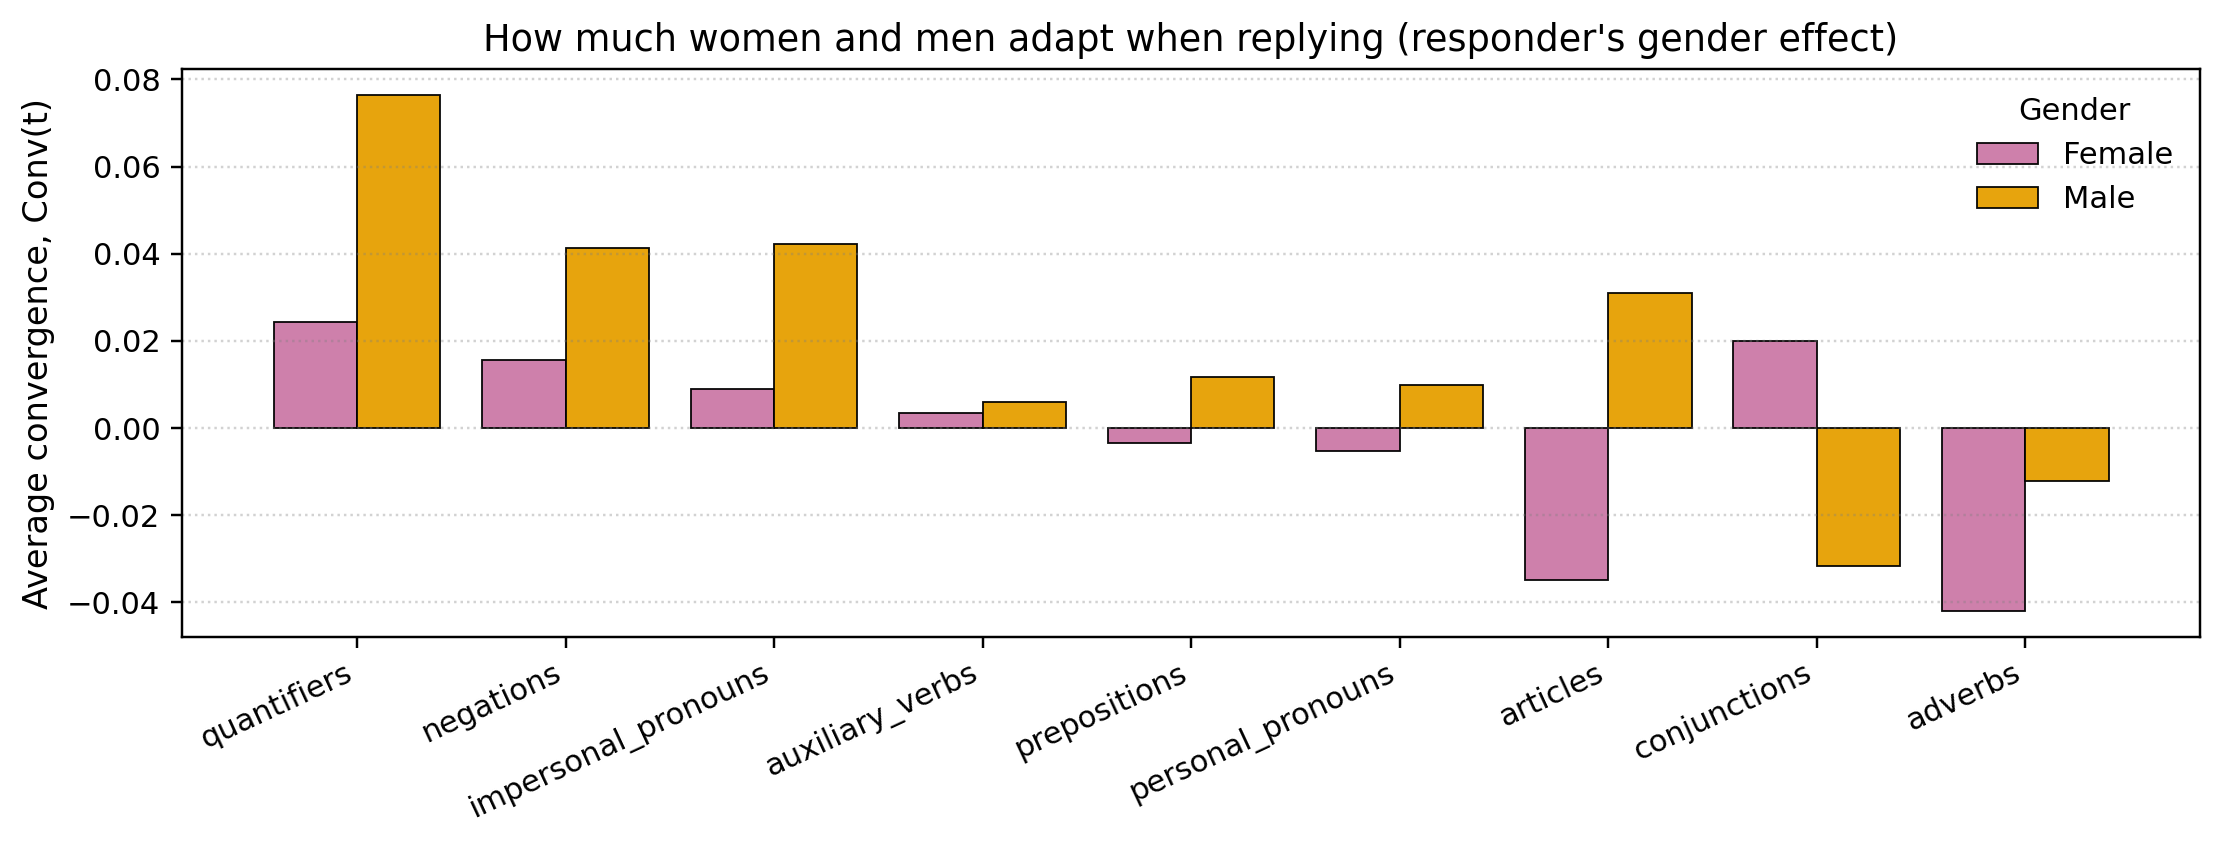 How much women and men adapt when replying (responder's gender effect)
Average convergence, Conv(t)
0.08
0.06
0.04
0.02
0.00
−0.02
−0.04
Gender
Female
Male
quantifiers
negations
impersonal_pronouns
auxiliary_verbs
prepositions
personal_pronouns
articles
conjunctions
adverbs